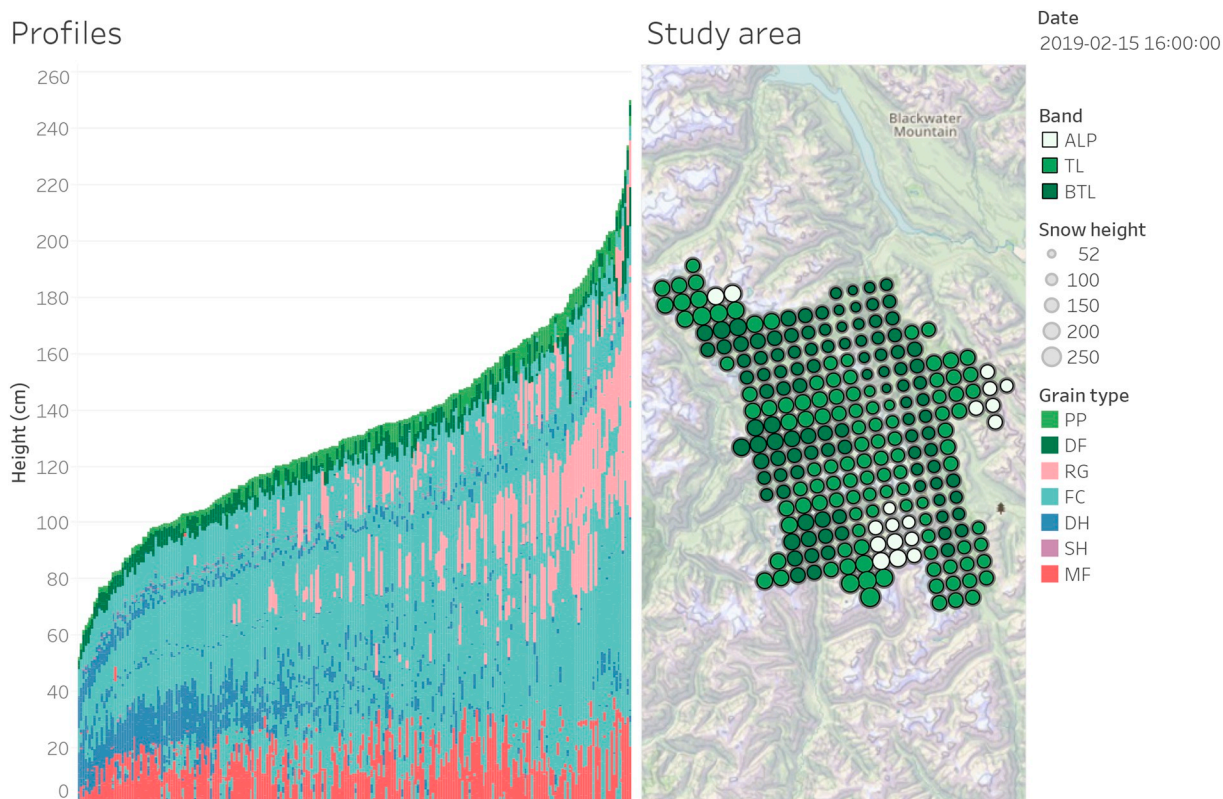 Profiles
260
240
220
200
180
160
140
120
100
80
60
40
20
0
Height (cm)
Study area
Blackwater
Mountain
Date
2019-02-15 16:00:00
Band
ALP
TL
BTL
Snow height
52
100
150
200
250
Grain type
PP
DF
RG
FC
DH
SH
MF